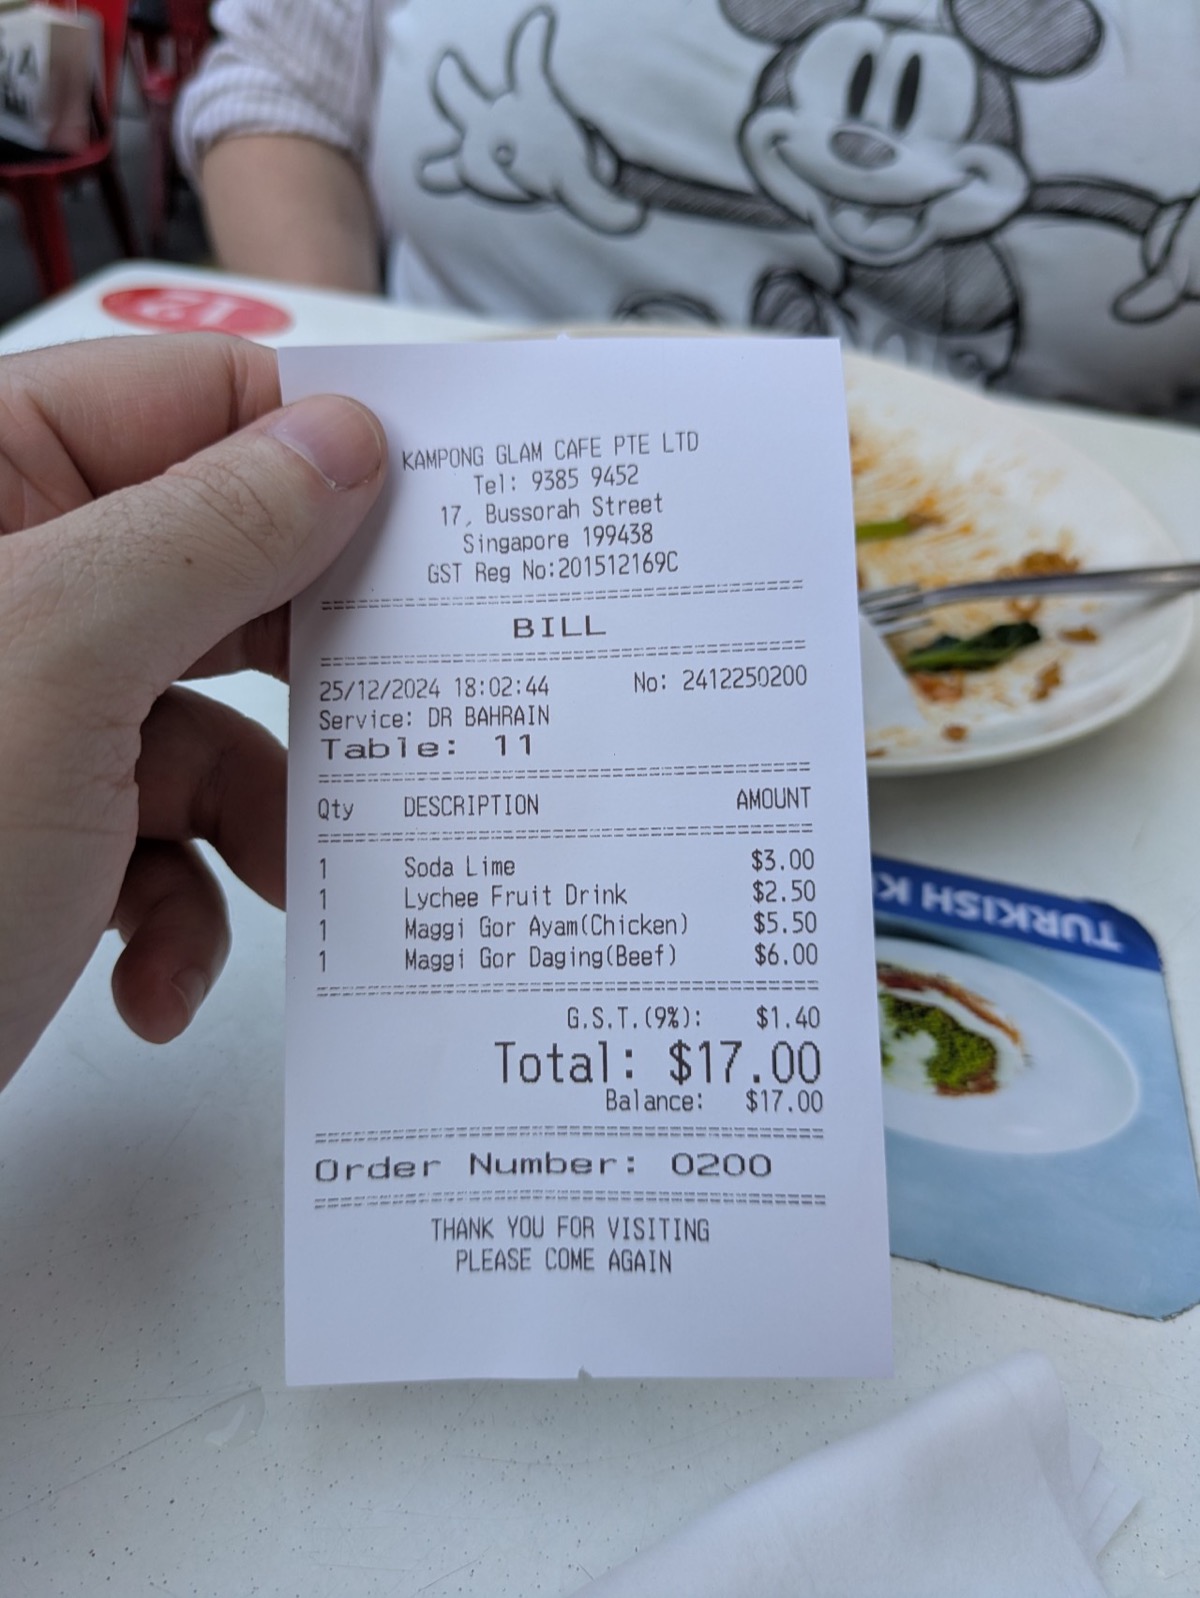 KAMPONG GLAM CAFE PTE LTD
Tel: 9385 9452
17, Bussorah Street
Singapore 199438
GST Reg No:201512169C
BILL
25/12/2024 18:02:44 No: 2412250200
Service: DR BAHRAIN
Table: 11
Qty DESCRIPTION AMOUNT
1 Soda Lime $3.00
1 Lychee Fruit Drink $2.50
1 Maggi Gor Ayam(Chicken) $5.50
1 Maggi Gor Daging(Beef) $6.00
G.S.T.(9%): $1.40
Total: $17.00
Balance: $17.00
Order Number: 0200
THANK YOU FOR VISITING
PLEASE COME AGAIN
TURKISH